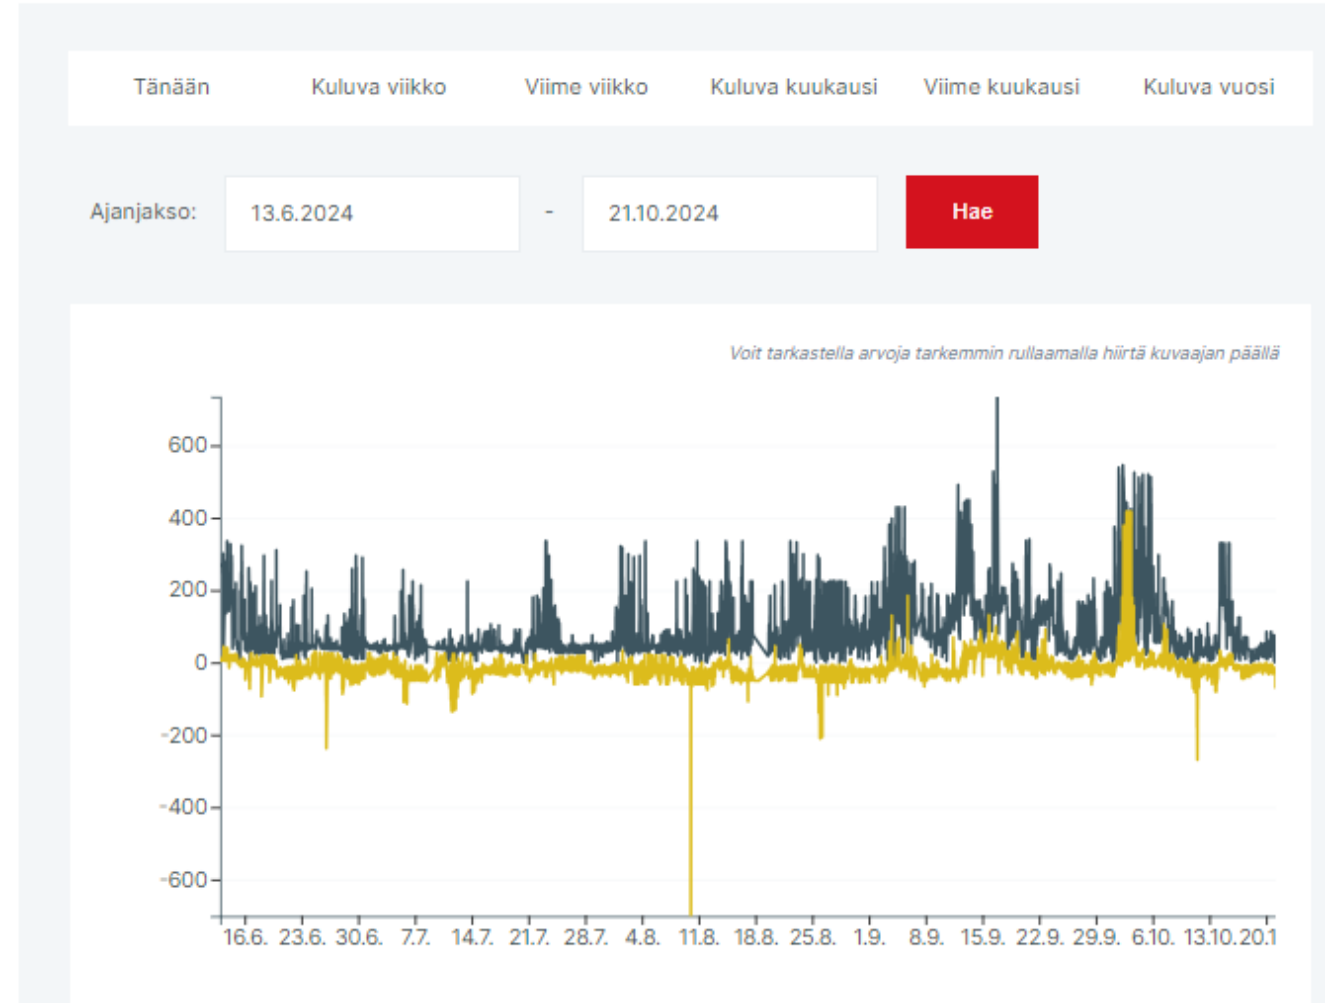 Tänään Kuluva viikko Viime viikko Kuluva kuukausi Viime kuukausi Kuluva vuosi
Ajanjakso: 13.6.2024 - 21.10.2024 Hae
Voit tarkastella arvoja tarkemmin rullaamalla hiirtä kuvaajan päällä
600
400
200
0
-200
-400
-600
16.6. 23.6. 30.6. 7.7. 14.7. 21.7. 28.7. 4.8. 11.8. 18.8. 25.8. 1.9. 8.9. 15.9. 22.9. 29.9. 6.10. 13.10. 20.1